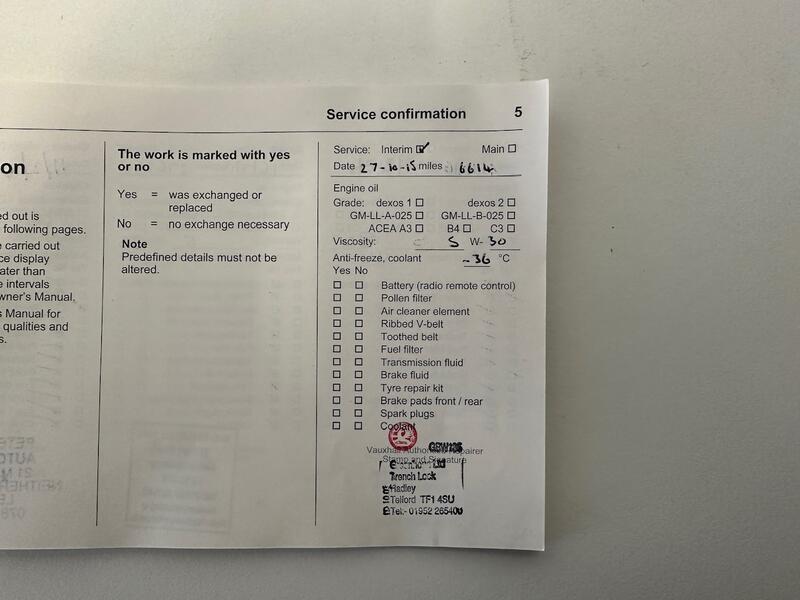 Service confirmation 5
on
ed out is
following pages.
e carried out
ce display
ater than
e intervals
wner's Manual,
s Manual for
qualities and
s.
The work is marked with yes
or no
Yes = was exchanged or
replaced
No = no exchange necessary
Note
Predefined details must not be
altered.
Service: Interim Main
Date 27-10-15 miles 6614
Engine oil
Grade: dexos 1 dexos 2
GM-LL-A-025 GM-LL-B-025
ACEA A3 B4 C3
Viscosity: 5 W- 30
Anti-freeze, coolant -36 °C
Yes No
Battery (radio remote control)
Pollen filter
Air cleaner element
Ribbed V-belt
Toothed belt
Fuel filter
Transmission fluid
Brake fluid
Tyre repair kit
Brake pads front / rear
Spark plugs
Coolant
Vauxhall Authorised Repairer
Stamp and Signature
Trench Lock
Hadley
Telford TF1 4SU
Tel:- 01952 265400